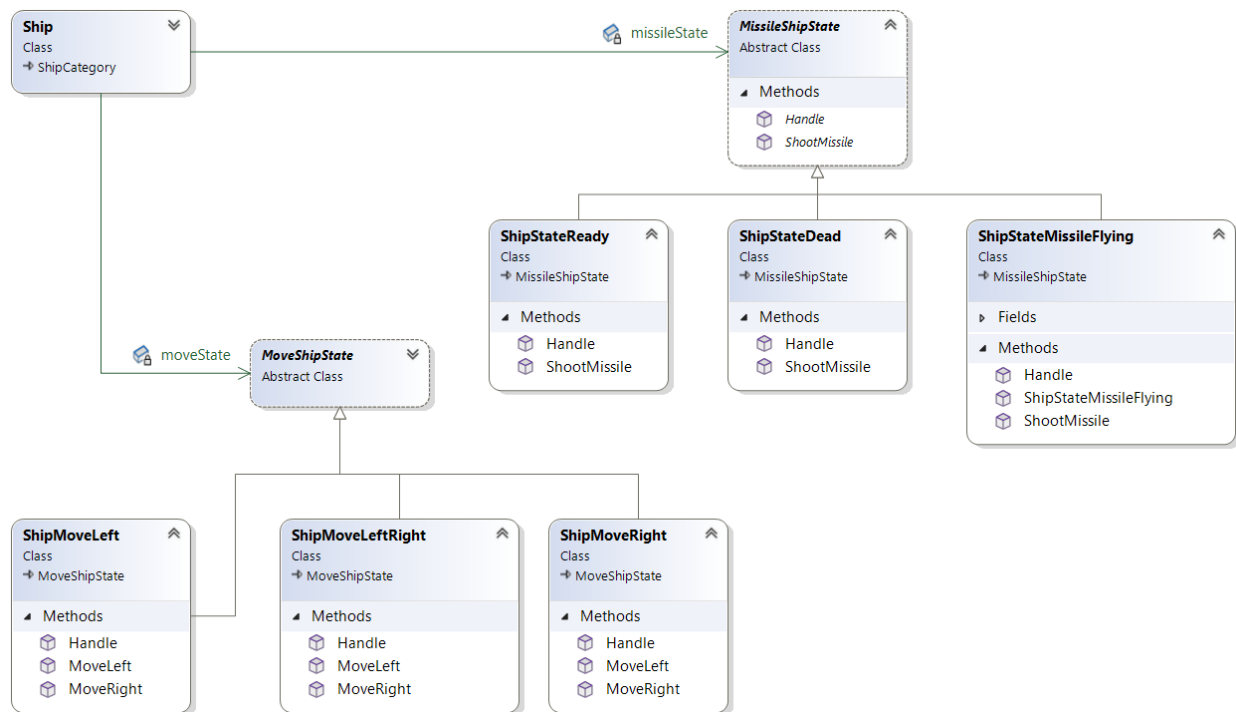 Ship
Class
ShipCategory
missileState
MissileShipState
Abstract Class
Methods
Handle
ShootMissile
ShipStateReady
Class
MissileShipState
Methods
Handle
ShootMissile
ShipStateDead
Class
MissileShipState
Methods
Handle
ShootMissile
ShipStateMissileFlying
Class
MissileShipState
Fields
Methods
Handle
ShipStateMissileFlying
ShootMissile
moveState
MoveShipState
Abstract Class
ShipMoveLeft
Class
MoveShipState
Methods
Handle
MoveLeft
MoveRight
ShipMoveLeftRight
Class
MoveShipState
Methods
Handle
MoveLeft
MoveRight
ShipMoveRight
Class
MoveShipState
Methods
Handle
MoveLeft
MoveRight